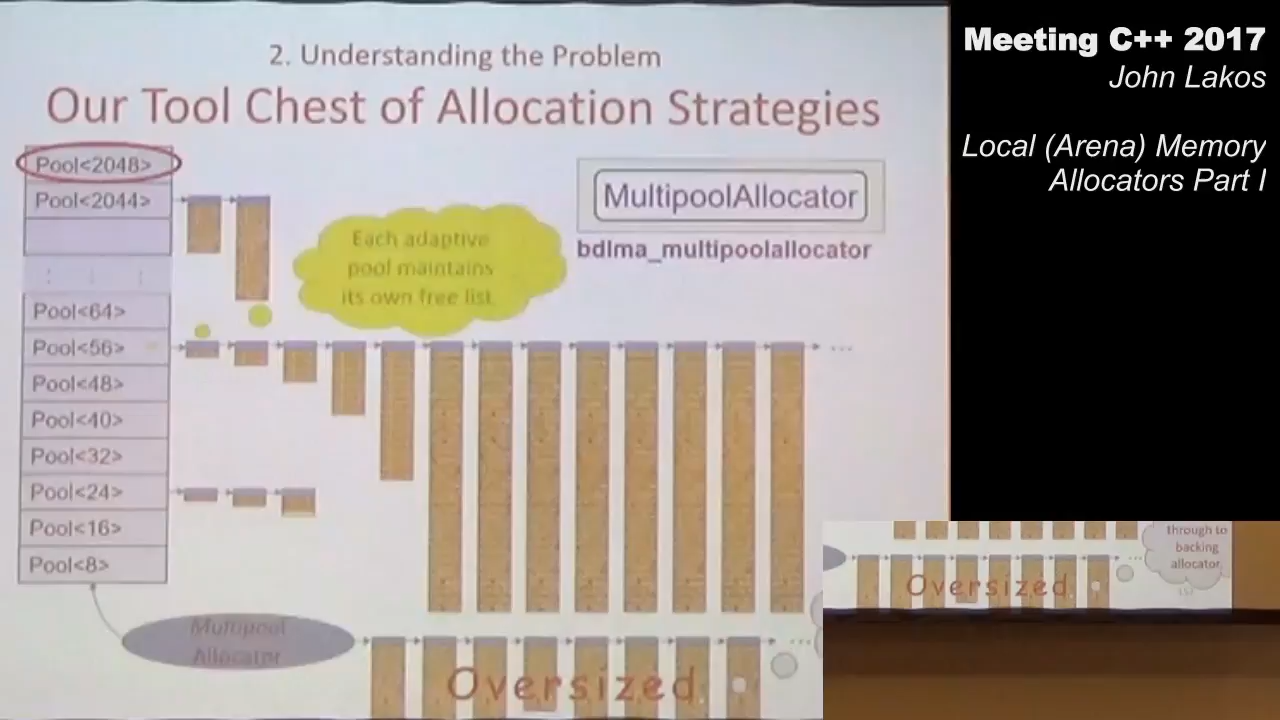 2. Understanding the Problem
Our Tool Chest of Allocation Strategies
Pool<2048>
Pool<2044>
Pool<64>
Pool<56>
Pool<48>
Pool<40>
Pool<32>
Pool<24>
Pool<16>
Pool<8>
Each adaptive
pool maintains
its own free list
MultipoolAllocator
bdlma_multipoolallocator
Multipool
Allocator
Oversized
Meeting C++ 2017
John Lakos
Local (Arena) Memory
Allocators Part I
through to
backing
allocator
Oversized